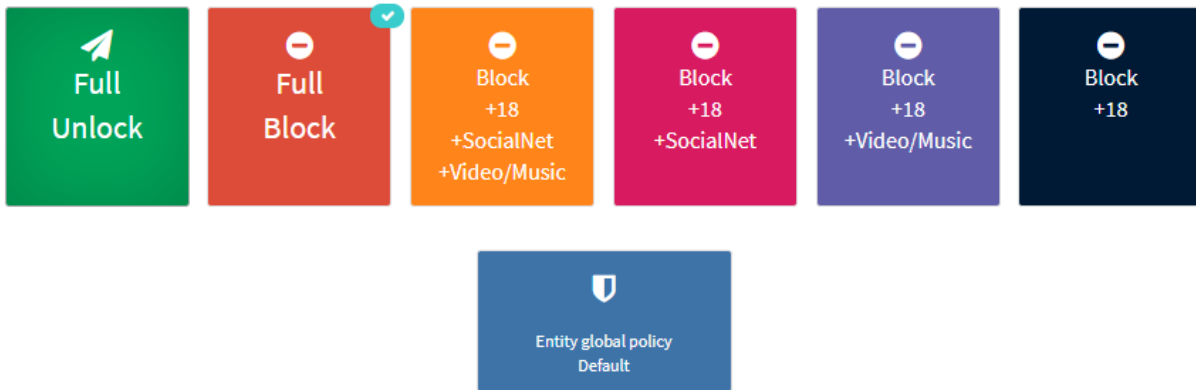 Full
Unlock
Full
Block
Block
+18
+SocialNet
+Video/Music
Block
+18
+SocialNet
Block
+18
+Video/Music
Block
+18
Entity global policy
Default